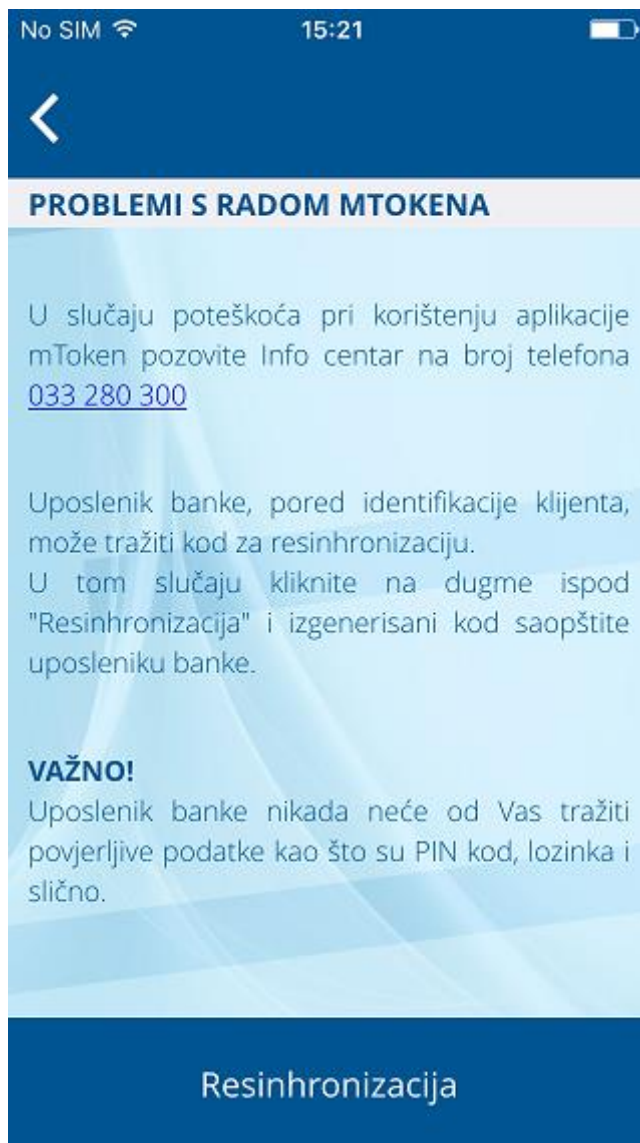 No SIM 15:21
PROBLEMI S RADOM MTOKENA
U slučaju poteškoća pri korištenju aplikacije
mToken pozovite Info centar na broj telefona
033 280 300
Uposlenik banke, pored identifikacije klijenta,
može tražiti kod za resinhronizaciju.
U tom slučaju kliknite na dugme ispod
"Resinhronizacija" i izgenerisani kod saopštite
uposleniku banke.
VAŽNO!
Uposlenik banke nikada neće od Vas tražiti
povjerljive podatke kao što su PIN kod, lozinka i
slično.
Resinhronizacija